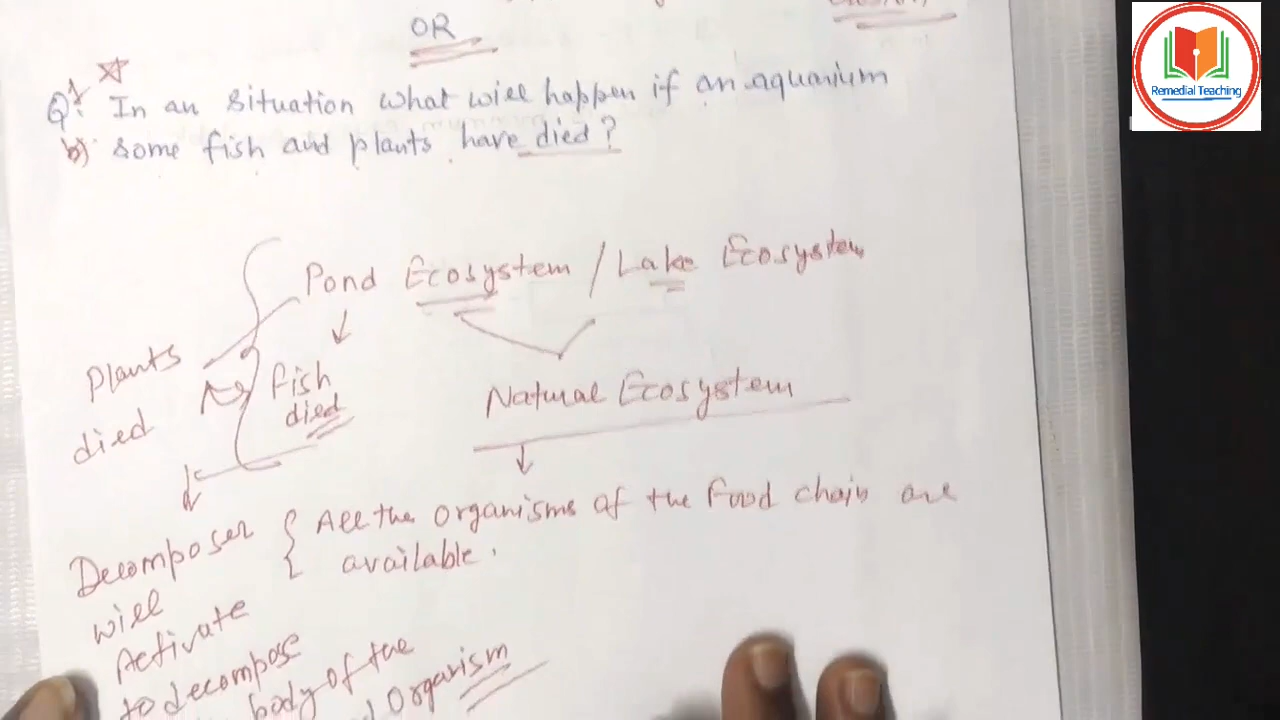 OR
Q1. In an situation what will happen if an aquarium
b) some fish and plants have died?
Pond Ecosystem / Lake Ecosystem
Plants died
fish died
Natural Ecosystem
All the organisms of the food chain are
available.
Decomposer
will
Activate
to decompose
body of the
Organism
Remedial Teaching